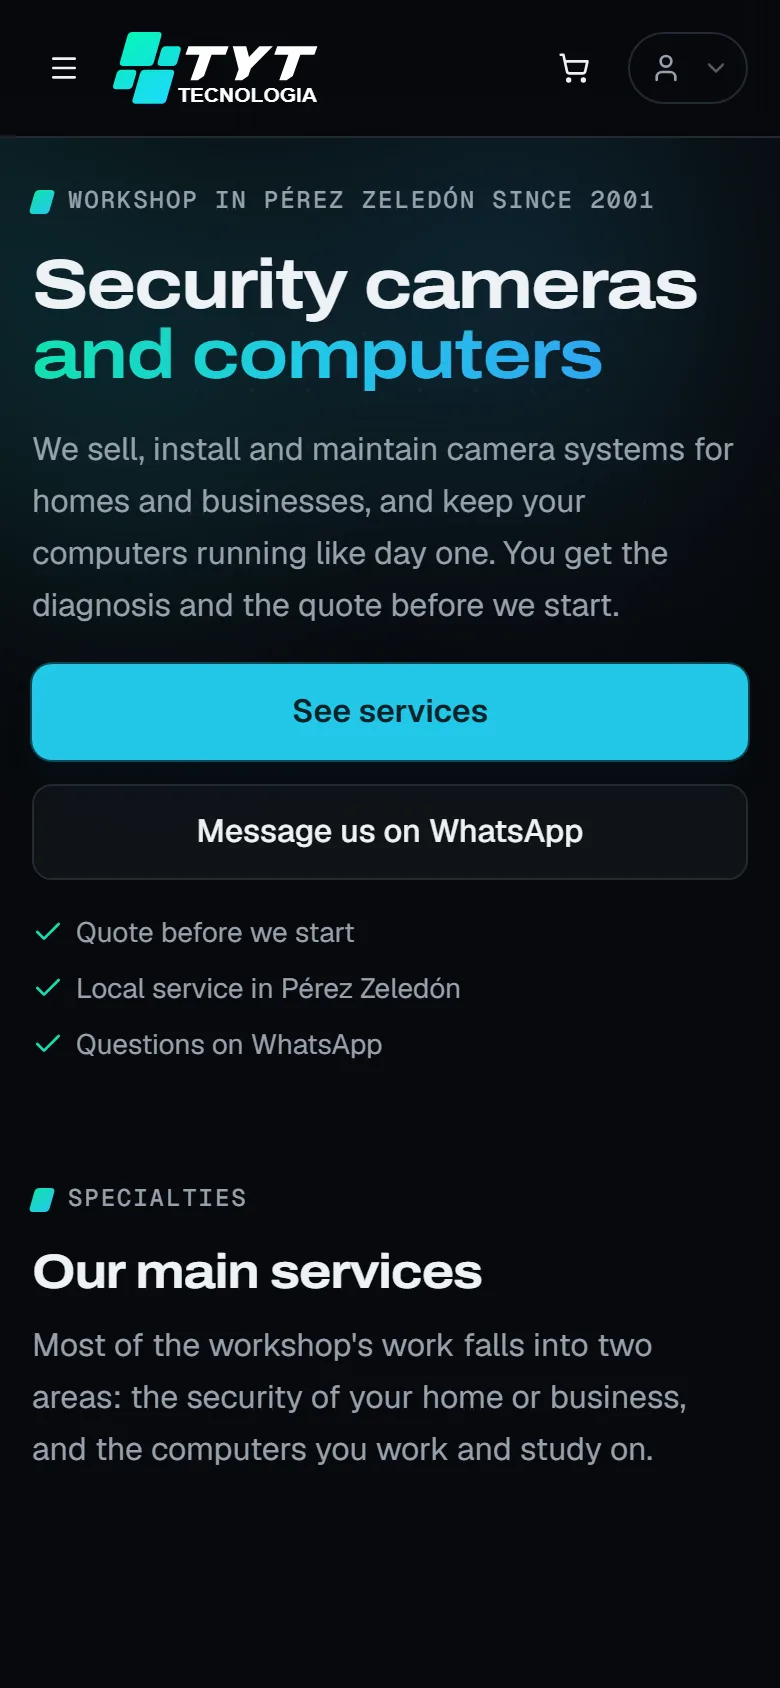 TYT
TECNOLOGIA
WORKSHOP IN PÉREZ ZELEDÓN SINCE 2001
Security cameras
and computers
We sell, install and maintain camera systems for
homes and businesses, and keep your
computers running like day one. You get the
diagnosis and the quote before we start.
See services
Message us on WhatsApp
Quote before we start
Local service in Pérez Zeledón
Questions on WhatsApp
SPECIALTIES
Our main services
Most of the workshop's work falls into two
areas: the security of your home or business,
and the computers you work and study on.